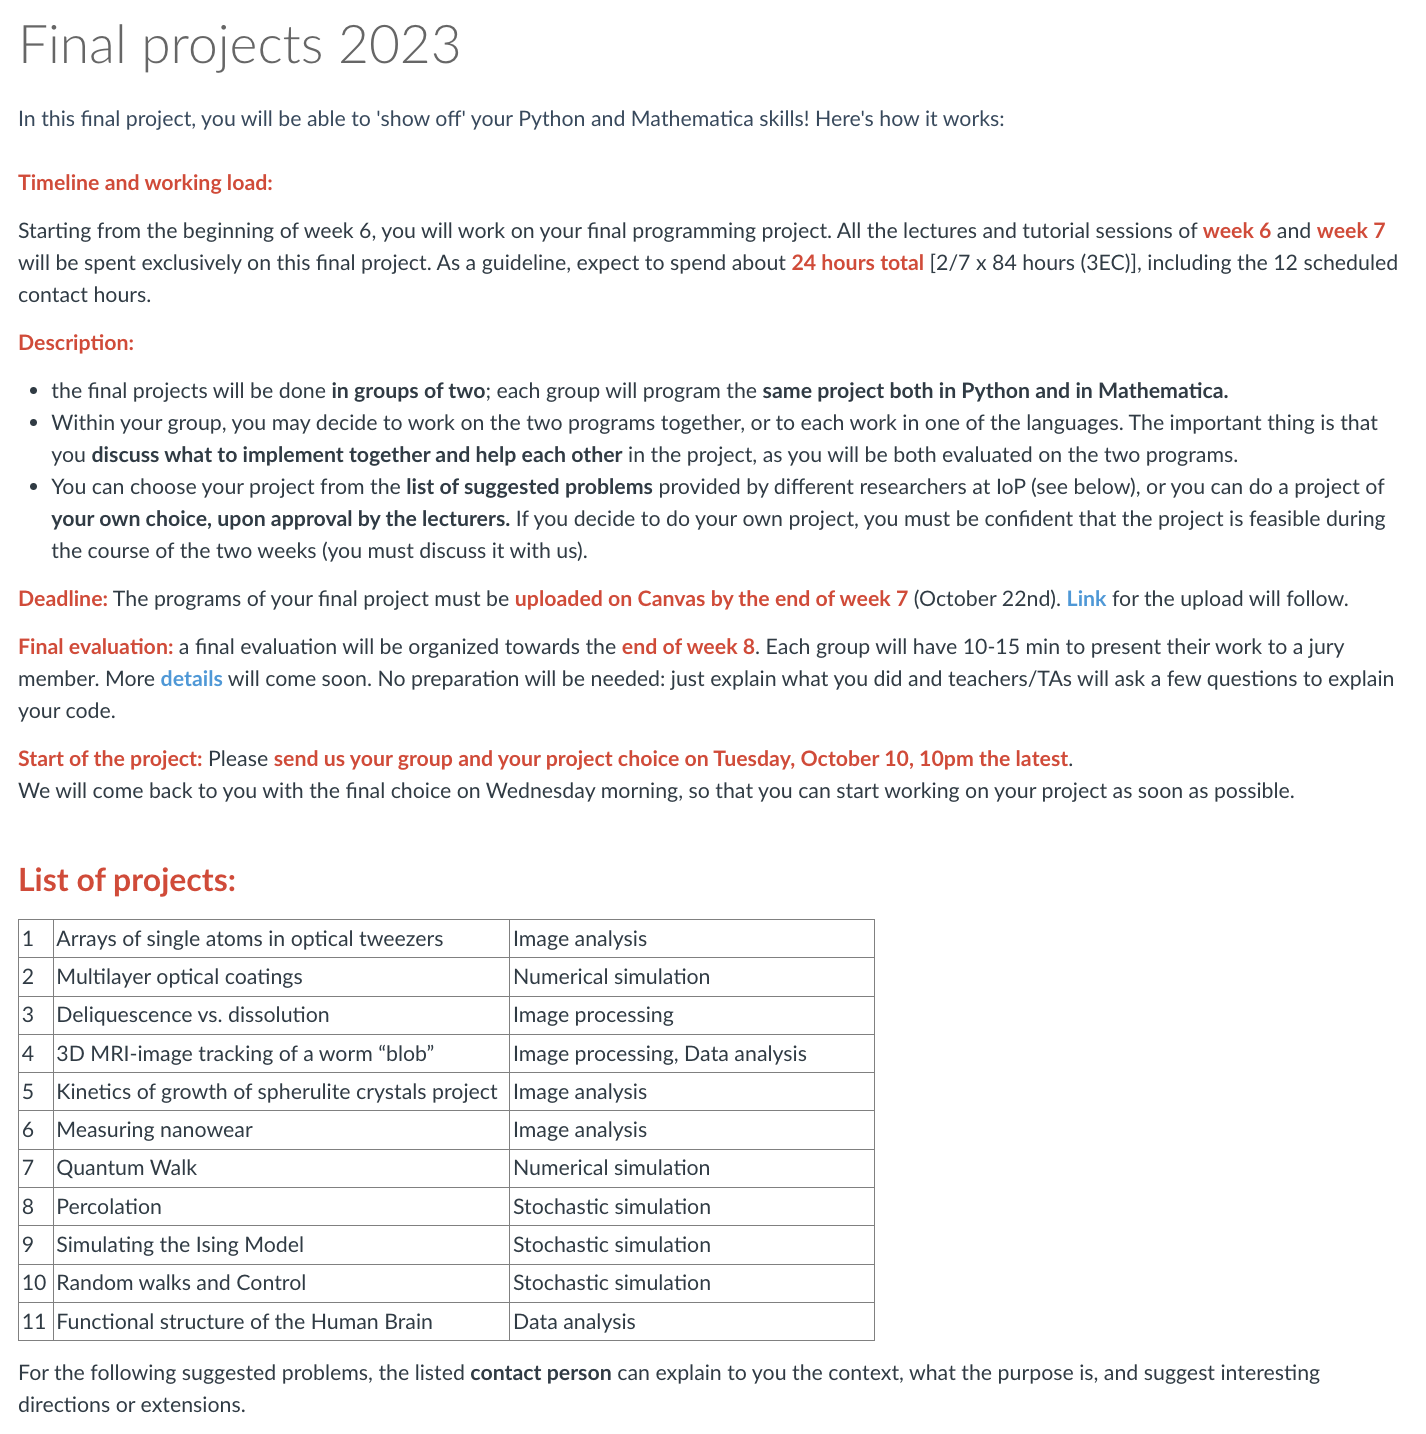 Final projects 2023
In this final project, you will be able to 'show off' your Python and Mathematica skills! Here's how it works:
Timeline and working load:
Starting from the beginning of week 6, you will work on your final programming project. All the lectures and tutorial sessions of week 6 and week 7
will be spent exclusively on this final project. As a guideline, expect to spend about 24 hours total [2/7 x 84 hours (3EC)], including the 12 scheduled
contact hours.
Description:
• the final projects will be done in groups of two; each group will program the same project both in Python and in Mathematica.
• Within your group, you may decide to work on the two programs together, or to each work in one of the languages. The important thing is that
you discuss what to implement together and help each other in the project, as you will be both evaluated on the two programs.
• You can choose your project from the list of suggested problems provided by different researchers at IoP (see below), or you can do a project of
your own choice, upon approval by the lecturers. If you decide to do your own project, you must be confident that the project is feasible during
the course of the two weeks (you must discuss it with us).
Deadline: The programs of your final project must be uploaded on Canvas by the end of week 7 (October 22nd). Link for the upload will follow.
Final evaluation: a final evaluation will be organized towards the end of week 8. Each group will have 10-15 min to present their work to a jury
member. More details will come soon. No preparation will be needed: just explain what you did and teachers/TAs will ask a few questions to explain
your code.
Start of the project: Please send us your group and your project choice on Tuesday, October 10, 10pm the latest.
We will come back to you with the final choice on Wednesday morning, so that you can start working on your project as soon as possible.
List of projects:
1 Arrays of single atoms in optical tweezers Image analysis
2 Multilayer optical coatings Numerical simulation
3 Deliquescence vs. dissolution Image processing
4 3D MRI-image tracking of a worm “blob” Image processing, Data analysis
5 Kinetics of growth of spherulite crystals project Image analysis
6 Measuring nanowear Image analysis
7 Quantum Walk Numerical simulation
8 Percolation Stochastic simulation
9 Simulating the Ising Model Stochastic simulation
10 Random walks and Control Stochastic simulation
11 Functional structure of the Human Brain Data analysis
For the following suggested problems, the listed contact person can explain to you the context, what the purpose is, and suggest interesting
directions or extensions.